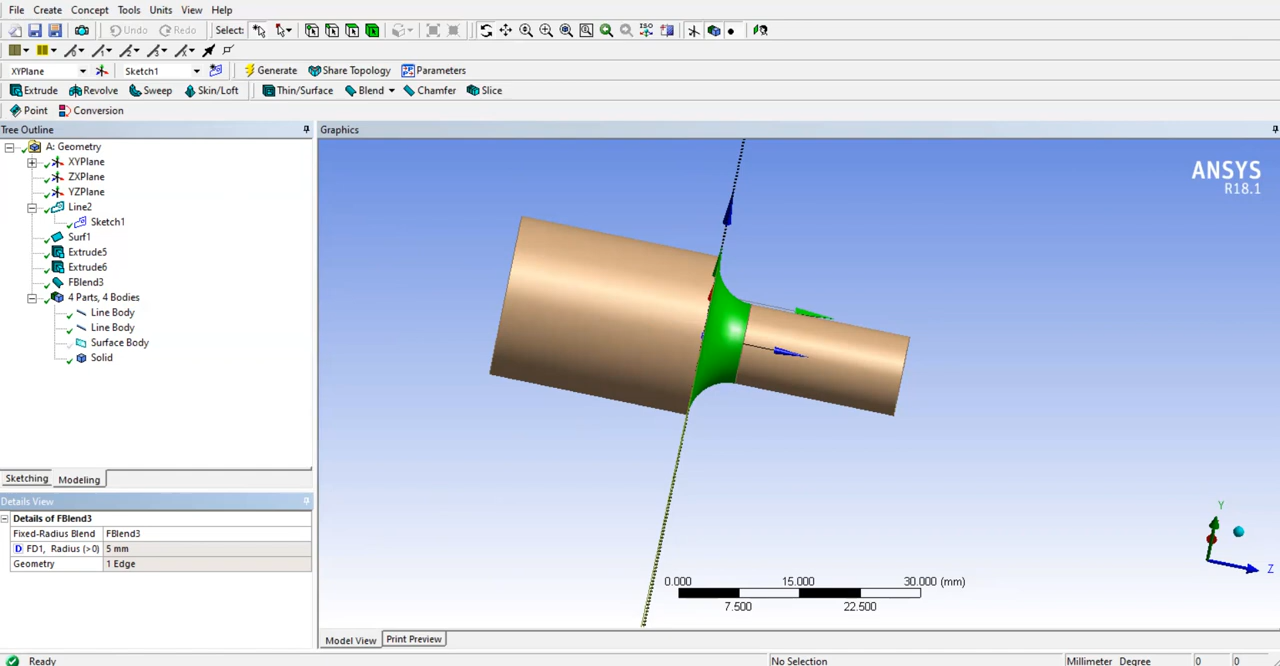 File Create Concept Tools Units View Help
Undo Redo Select: ISO
XYPlane Sketch1 Generate Share Topology Parameters
Extrude Revolve Sweep Skin/Loft Thin/Surface Blend Chamfer Slice
Point Conversion
Tree Outline
A: Geometry
XYPlane
ZXPlane
YZPlane
Line2
Sketch1
Surf1
Extrude5
Extrude6
FBlend3
4 Parts, 4 Bodies
Line Body
Line Body
Surface Body
Solid
Sketching Modeling
Details View
Details of FBlend3
Fixed-Radius Blend FBlend3
D FD1, Radius (>0) 5 mm
Geometry 1 Edge
Graphics
ANSYS
R18.1
Y
Z
0.000 15.000 30.000 (mm)
7.500 22.500
Model View Print Preview
Ready No Selection Millimeter Degree 0 0